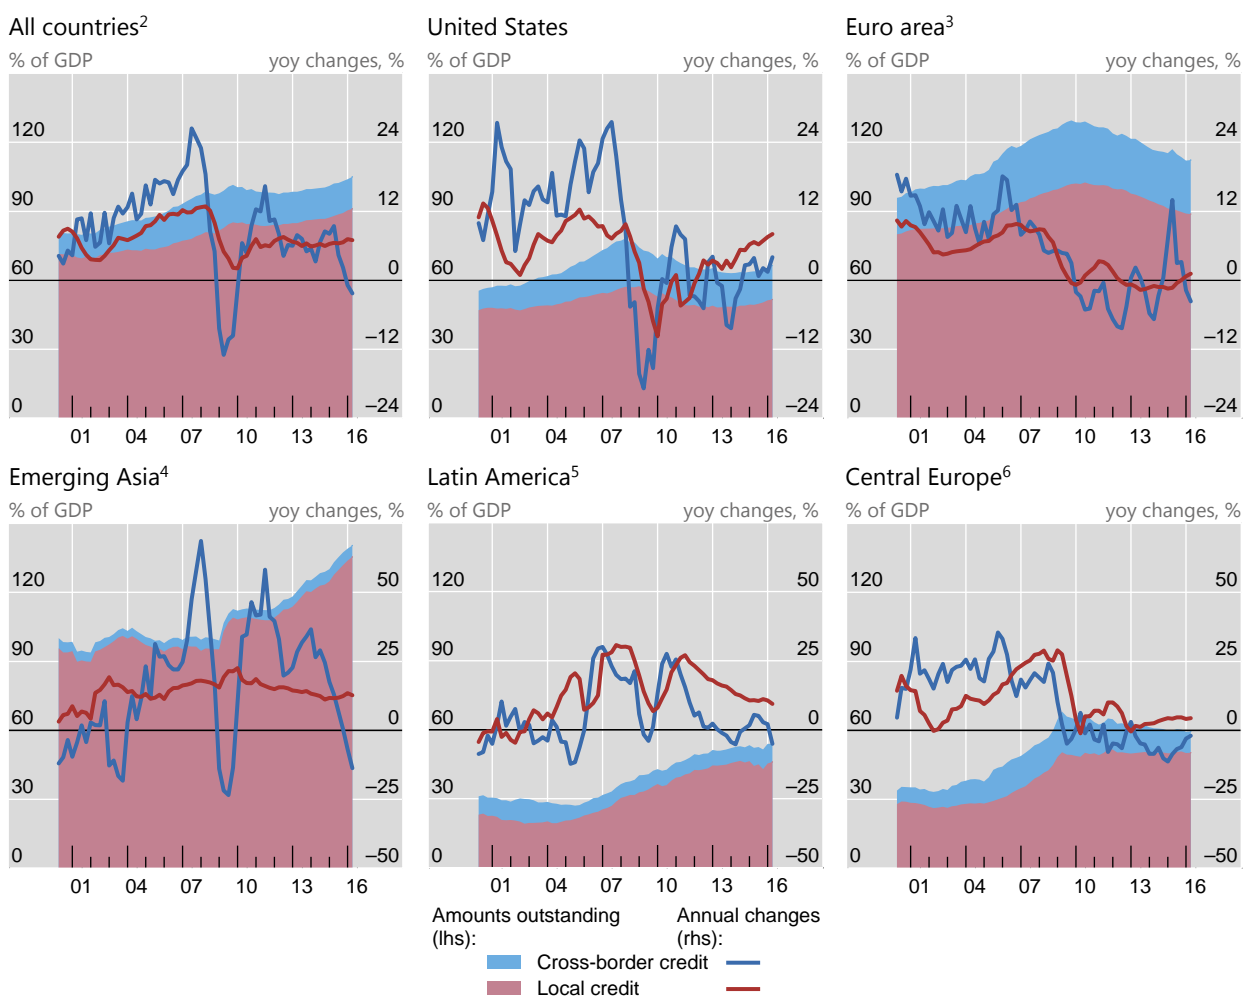 All countries²
% of GDP yoy changes, %
120 24
90 12
60 0
30 –12
0 –24
01 04 07 10 13 16
United States
% of GDP yoy changes, %
120 24
90 12
60 0
30 –12
0 –24
01 04 07 10 13 16
Euro area³
% of GDP yoy changes, %
120 24
90 12
60 0
30 –12
0 –24
01 04 07 10 13 16
Emerging Asia⁴
% of GDP yoy changes, %
120 50
90 25
60 0
30 –25
0 –50
01 04 07 10 13 16
Latin America⁵
% of GDP yoy changes, %
120 50
90 25
60 0
30 –25
0 –50
01 04 07 10 13 16
Central Europe⁶
% of GDP yoy changes, %
120 50
90 25
60 0
30 –25
0 –50
01 04 07 10 13 16
Amounts outstanding
(lhs):
Annual changes
(rhs):
Cross-border credit
Local credit